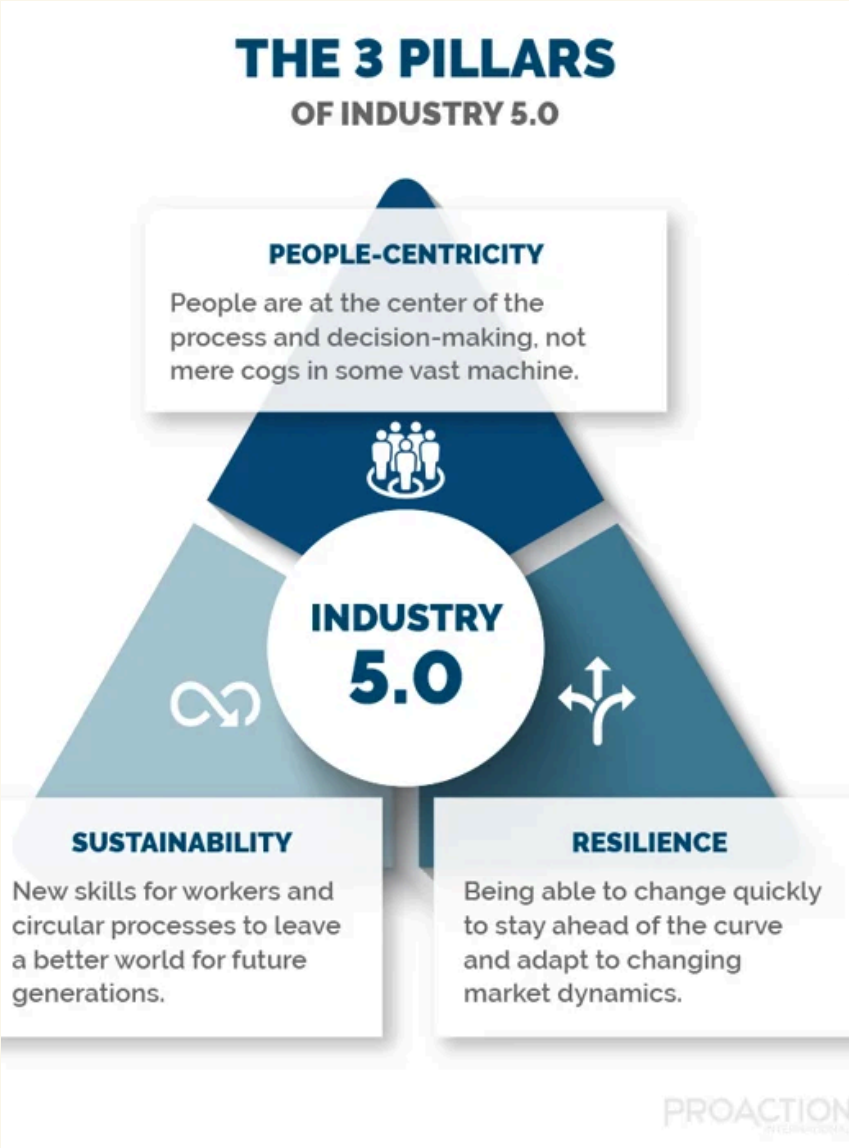 THE 3 PILLARS
OF INDUSTRY 5.0
PEOPLE-CENTRICITY
People are at the center of the
process and decision-making, not
mere cogs in some vast machine.
INDUSTRY
5.0
SUSTAINABILITY
New skills for workers and
circular processes to leave
a better world for future
generations.
RESILIENCE
Being able to change quickly
to stay ahead of the curve
and adapt to changing
market dynamics.
PROACTION
INTERNATIONAL